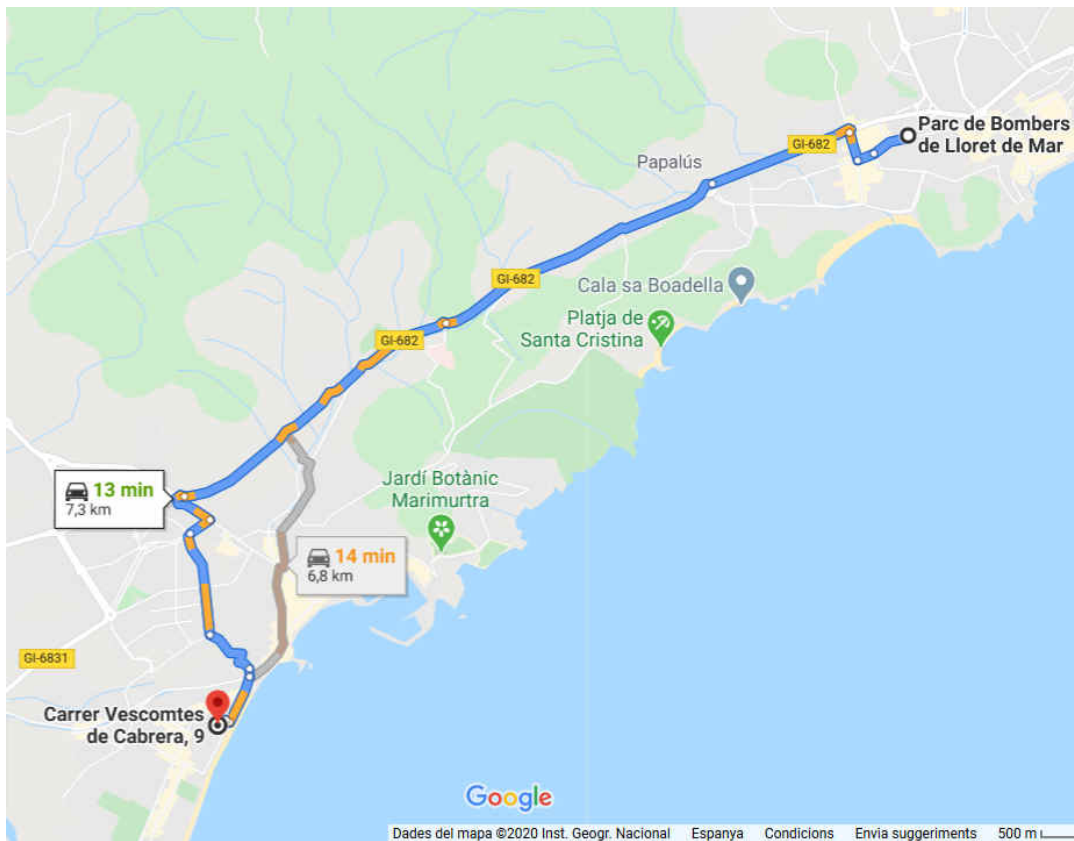 Parc de Bombers
de Lloret de Mar
GI-682
Papalús
GI-682
Cala sa Boadella
Platja de
Santa Cristina
GI-682
13 min
7,3 km
Jardí Botànic
Marimurtra
14 min
6,8 km
GI-6831
Carrer Vescomtes
de Cabrera, 9
Google
Dades del mapa ©2020 Inst. Geogr. Nacional Espanya Condicions Envia suggeriments 500 m